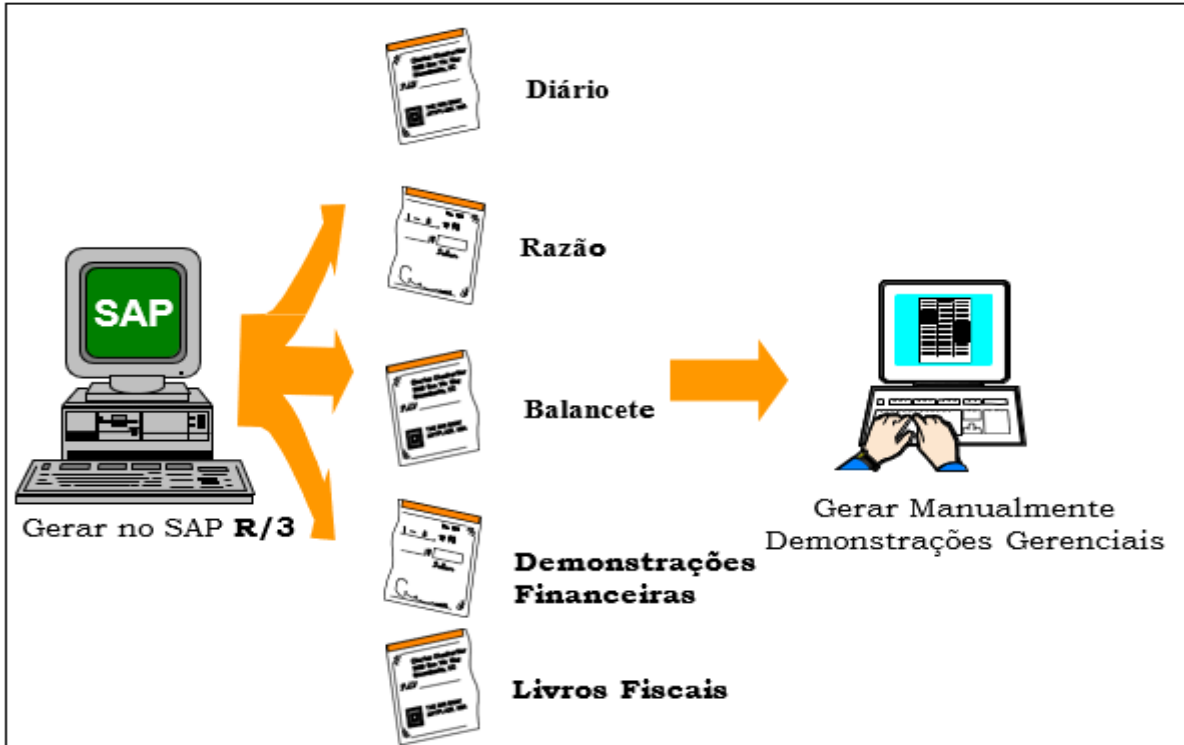 Diário
Razão
SAP
Balancete
Gerar no SAP R/3
Gerar Manualmente
Demonstrações Gerenciais
Demonstrações
Financeiras
Livros Fiscais